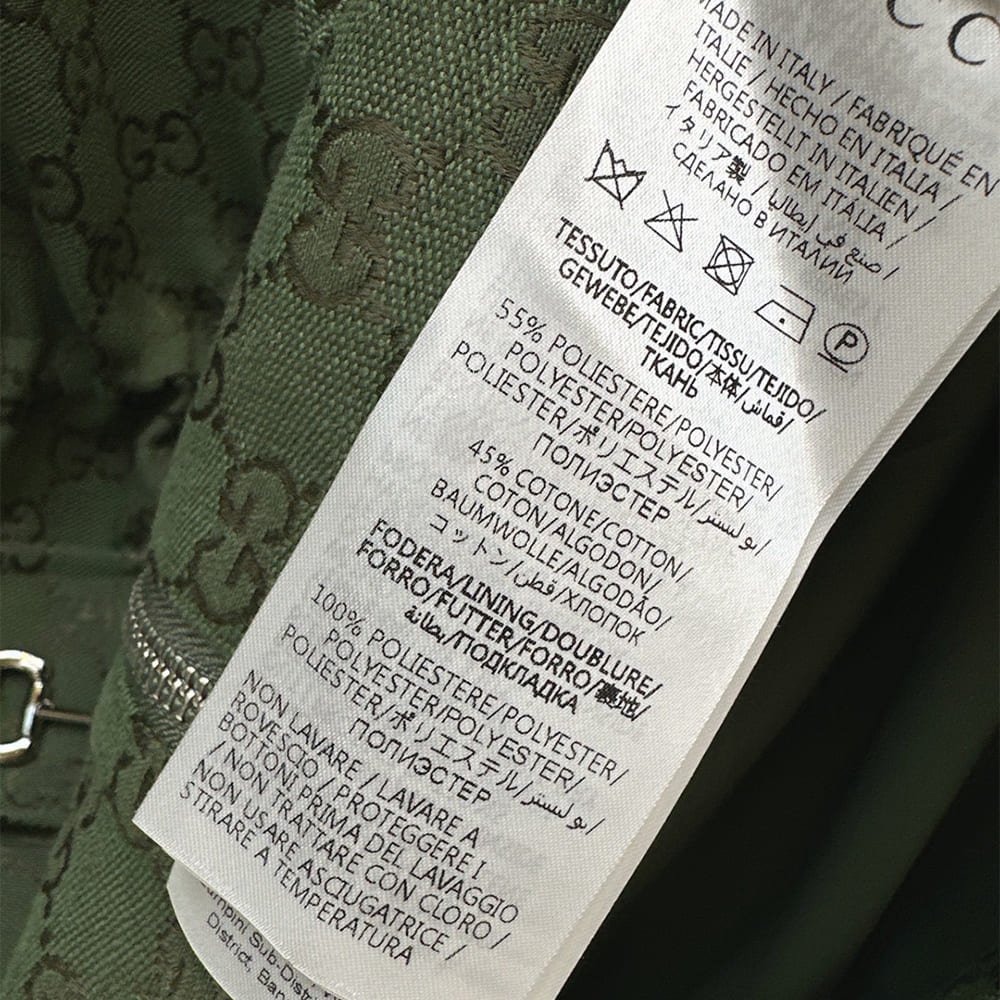 CC
MADE IN ITALY / FABRIQUÉ EN
ITALIE / HECHO EN ITALIA /
HERGESTELLT IN ITALIEN /
FABRICADO EM ITALIA /
イタリア製 / صنع في إيطاليا /
СДЕЛАНО В ИТАЛИЙ
P
TESSUTO/FABRIC/TISSU/TEJIDO/
GEWEBE/TEJIDO/本体/قماش/
ТКАНЬ
55% POLIESTERE/POLYESTER/
POLYESTER/POLYESTER/
POLIESTER/ポリエステル/بوليستر/
ПОЛИЭСТЕР
45% COTONE/COTTON/
COTON/ALGODON/
BAUMWOLLE/ALGODÃO/
コットン/قطن/ХЛОПОК
FODERA/LINING/DOUBLURE/
FORRO/FUTTER/FORRO/裏地/
بطانة/ПОДКЛАДКА
100% POLIESTERE/POLYESTER/
POLYESTER/POLYESTER/
POLIESTER/ポリエステル/بوليستر/
ПОЛИЭСТЕР
NON LAVARE / LAVARE A
ROVESCIO / PROTEGGERE I
BOTTONI PRIMA DEL LAVAGGIO
/ NON TRATTARE CON CLORO /
NON USARE ASCIUGATRICE /
STIRARE A TEMPERATURA
Sub-District
District, Ban